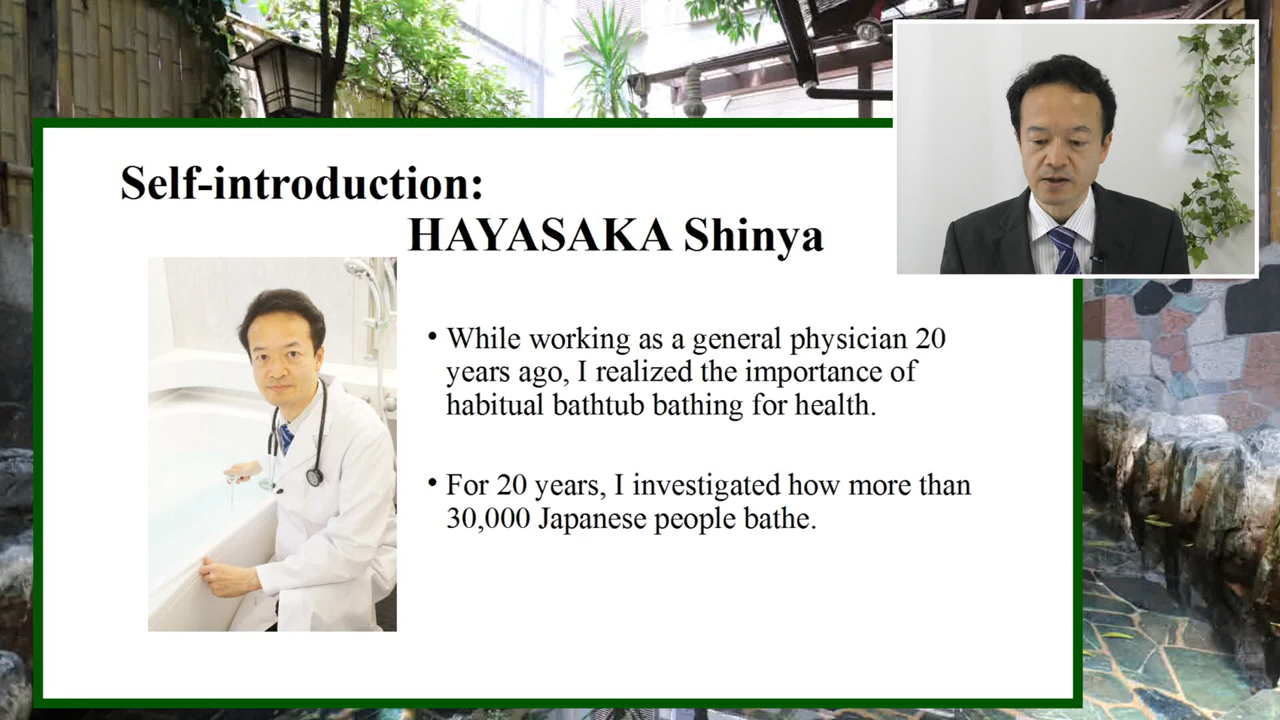 Self-introduction:
HAYASAKA Shinya
• While working as a general physician 20
years ago, I realized the importance of
habitual bathtub bathing for health.
• For 20 years, I investigated how more than
30,000 Japanese people bathe.